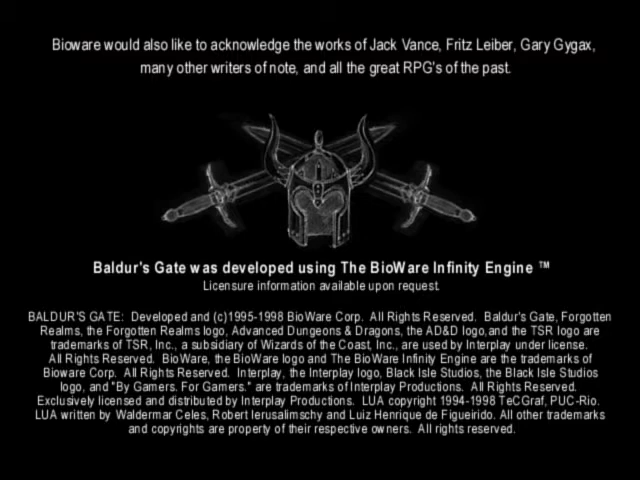 Bioware would also like to acknowledge the works of Jack Vance, Fritz Leiber, Gary Gygax,
many other writers of note, and all the great RPG's of the past.
Baldur's Gate was developed using The BioWare Infinity Engine ™
Licensure information available upon request.
BALDUR'S GATE: Developed and (c)1995-1998 BioWare Corp. All Rights Reserved. Baldur's Gate, Forgotten
Realms, the Forgotten Realms logo, Advanced Dungeons & Dragons, the AD&D logo,and the TSR logo are
trademarks of TSR, Inc., a subsidiary of Wizards of the Coast, Inc., are used by Interplay under license.
All Rights Reserved. BioWare, the BioWare logo and The BioWare Infinity Engine are the trademarks of
Bioware Corp. All Rights Reserved. Interplay, the Interplay logo, Black Isle Studios, the Black Isle Studios
logo, and "By Gamers. For Gamers." are trademarks of Interplay Productions. All Rights Reserved.
Exclusively licensed and distributed by Interplay Productions. LUA copyright 1994-1998 TeCGraf, PUC-Rio.
LUA written by Waldermar Celes, Robert Ierusalimschy and Luiz Henrique de Figueirido. All other trademarks
and copyrights are property of their respective owners. All rights reserved.